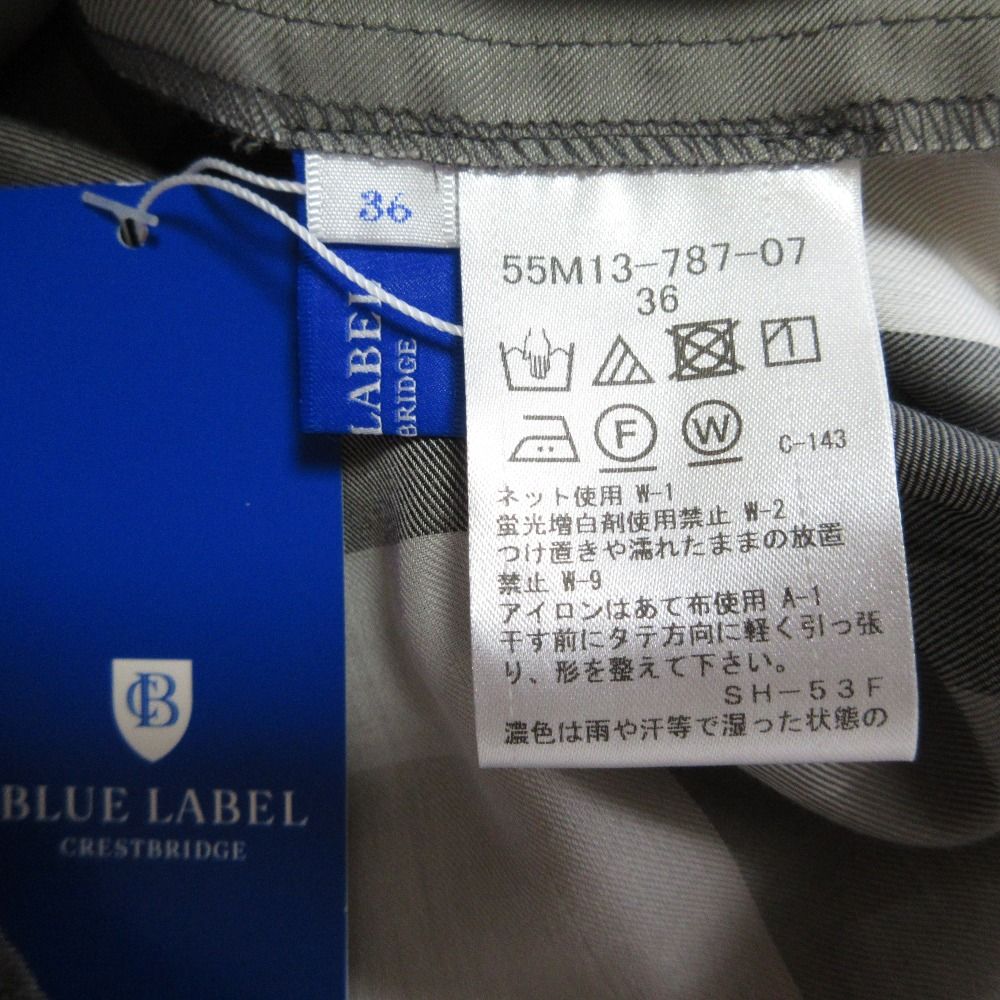 36
LABEL
BRIDGE
55M13-787-07
36
F
W
C-143
ネット使用 W-1
蛍光増白剤使用禁止 W-2
つけ置きや濡れたままの放置
禁止 W-9
アイロンはあて布使用 A-1
干す前にタテ方向に軽く引っ張
り、形を整えて下さい。
SH-53F
濃色は雨や汗等で湿った状態の
CB
BLUE LABEL
CRESTBRIDGE